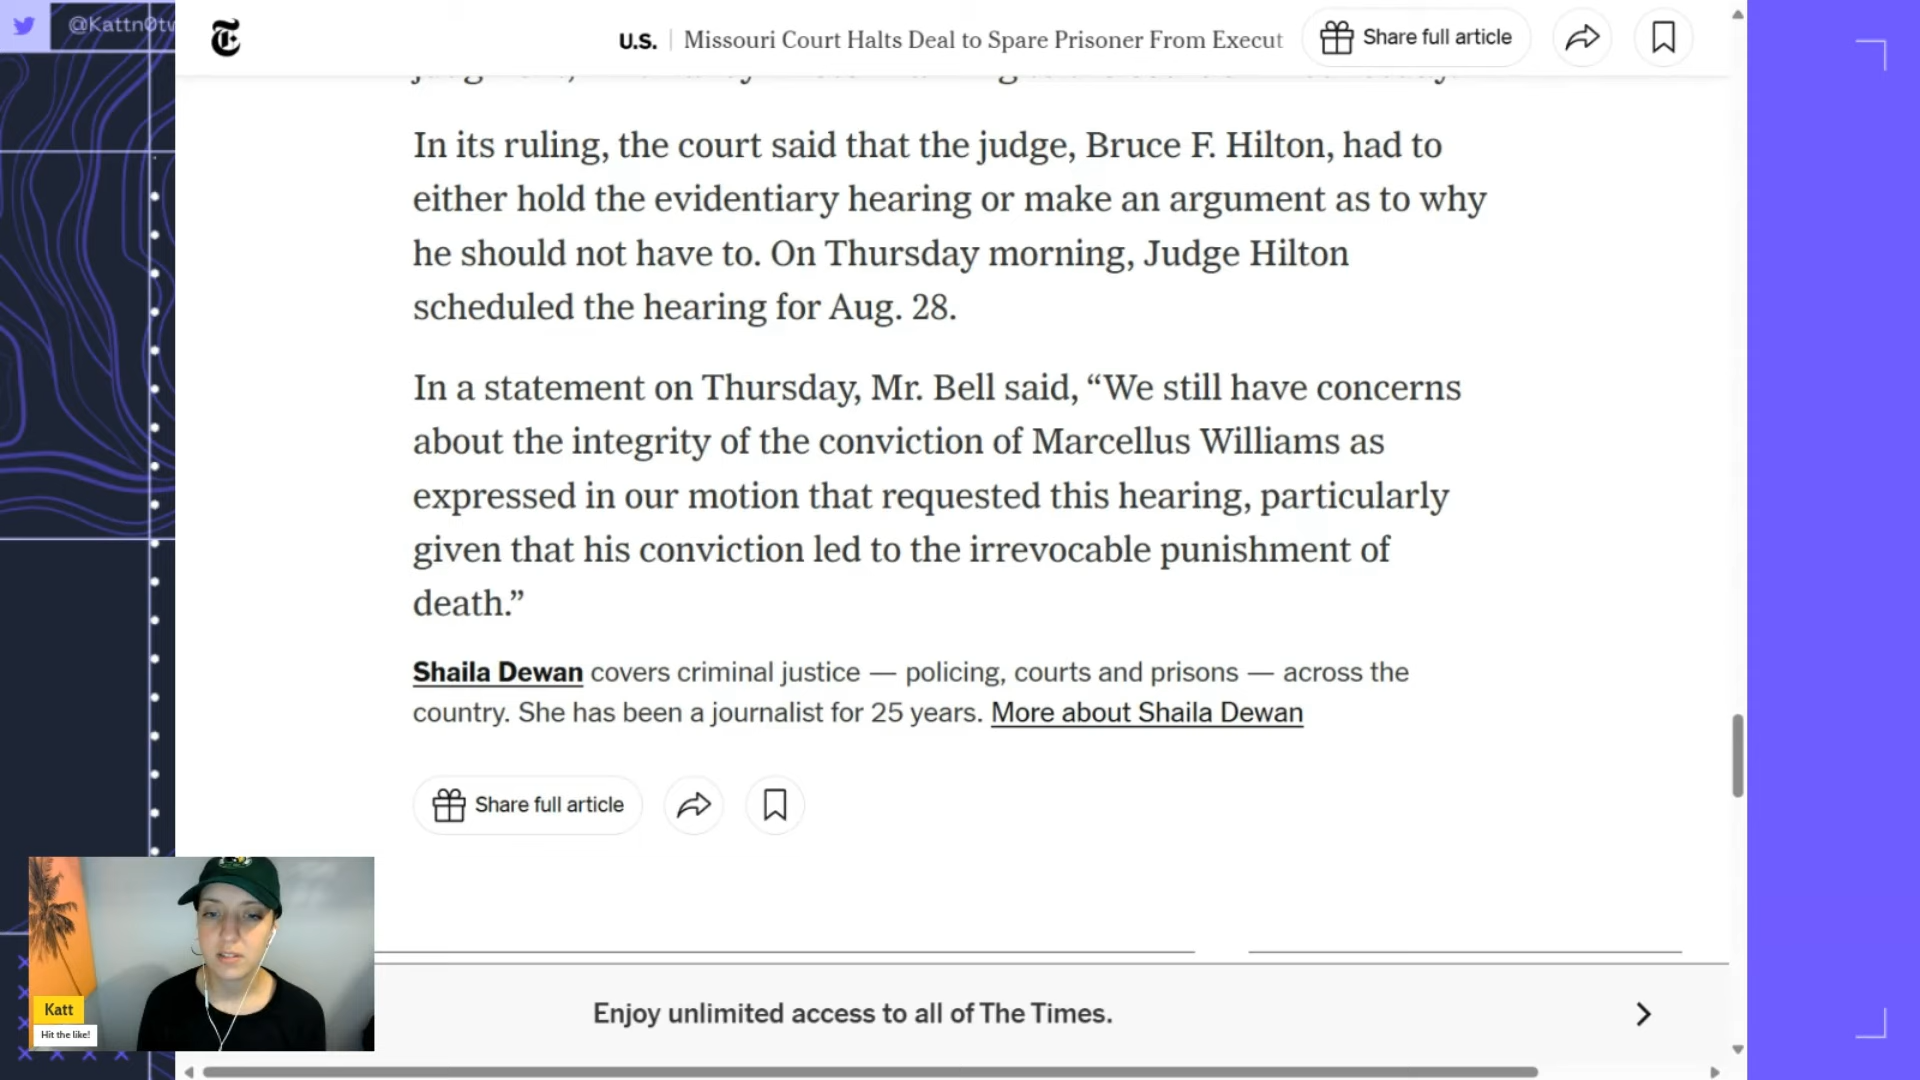 @Kattn0tw
U.S. | Missouri Court Halts Deal to Spare Prisoner From Execut
Share full article
In its ruling, the court said that the judge, Bruce F. Hilton, had to
either hold the evidentiary hearing or make an argument as to why
he should not have to. On Thursday morning, Judge Hilton
scheduled the hearing for Aug. 28.
In a statement on Thursday, Mr. Bell said, “We still have concerns
about the integrity of the conviction of Marcellus Williams as
expressed in our motion that requested this hearing, particularly
given that his conviction led to the irrevocable punishment of
death.”
Shaila Dewan covers criminal justice — policing, courts and prisons — across the
country. She has been a journalist for 25 years. More about Shaila Dewan
Share full article
Katt
Hit the like!
Enjoy unlimited access to all of The Times.